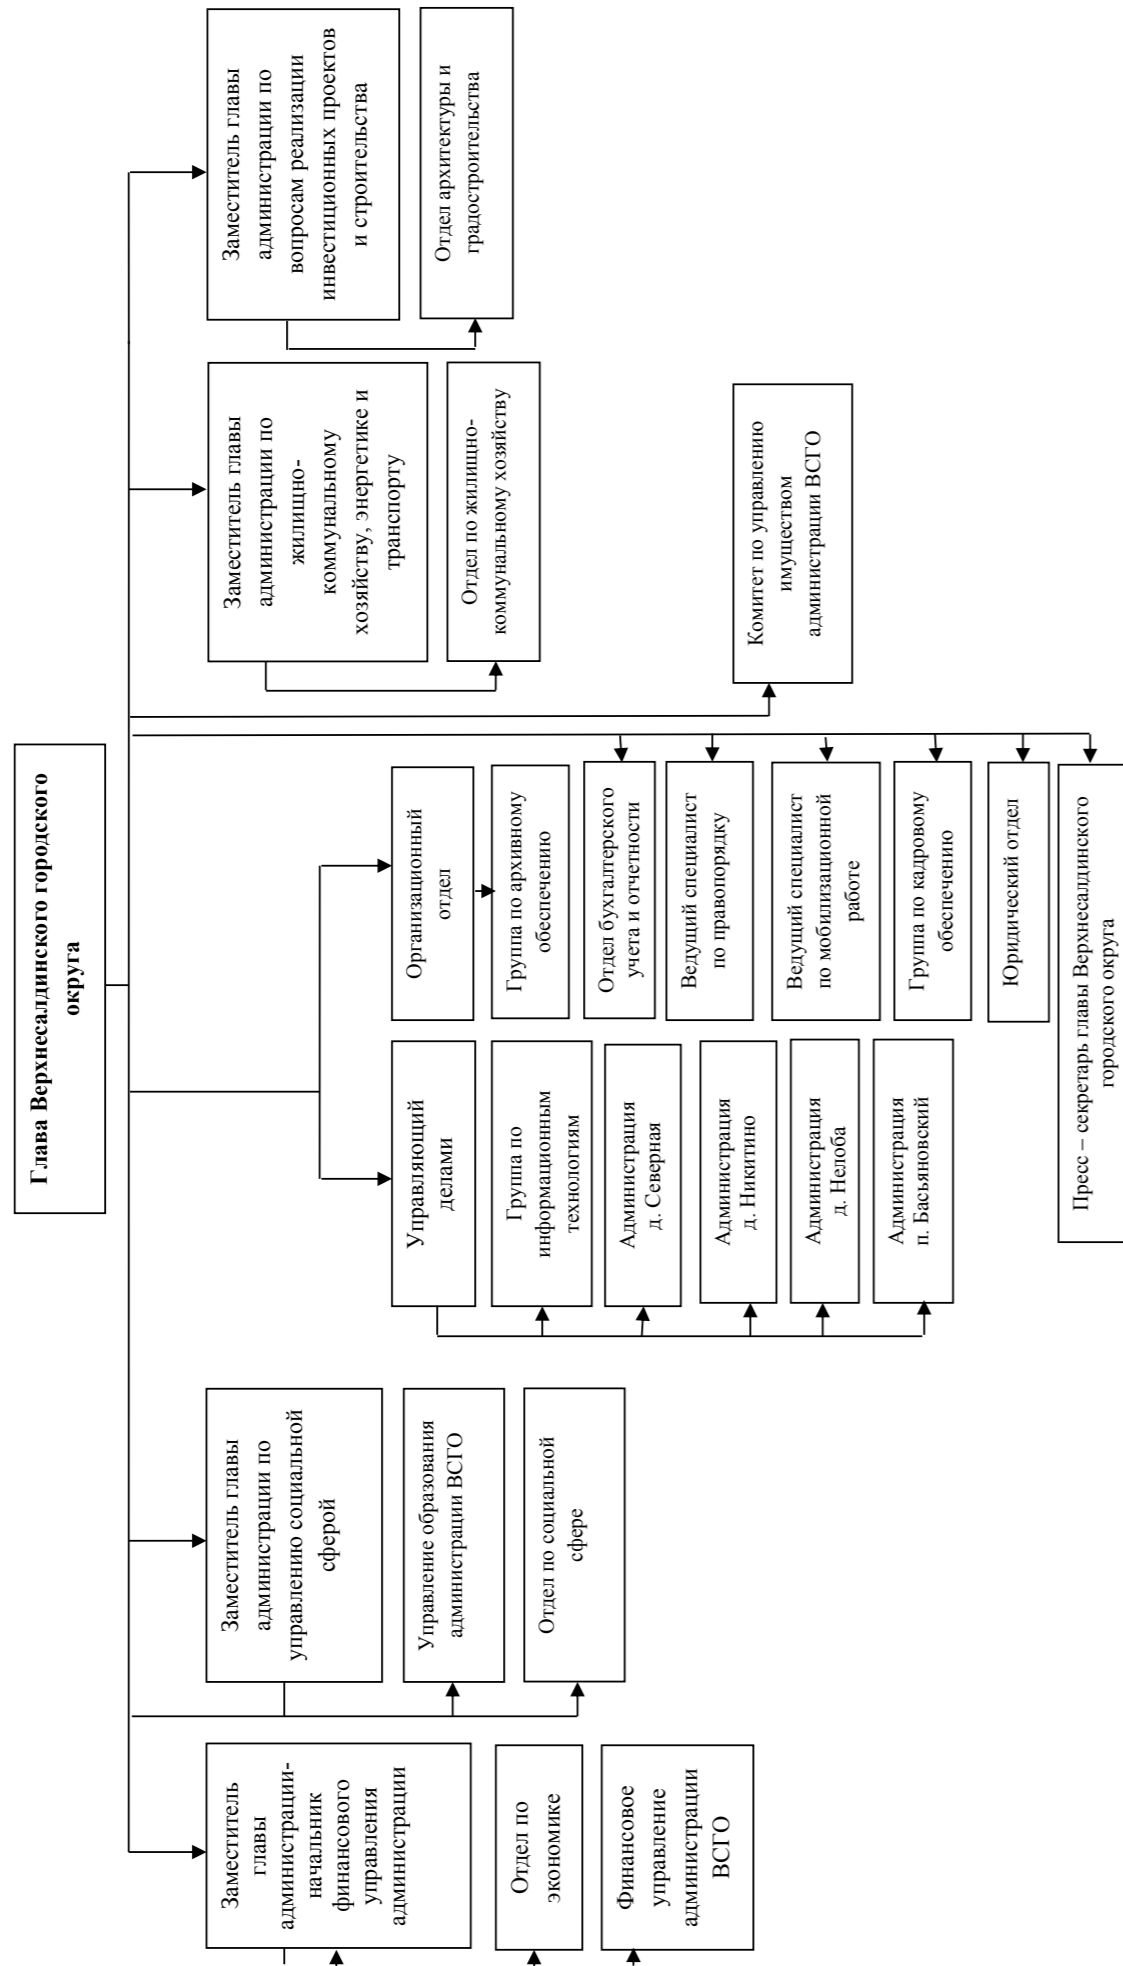 Глава Верхнесалдинского городского
округа
Заместитель
главы
администрации-
начальник
финансового
управления
администрации
Отдел по
экономике
Финансовое
управление
администрации
ВСГО
Заместитель главы
администрации по
управлению социальной
сферой
Управление образования
администрации ВСГО
Отдел по социальной
сфере
Управляющий
делами
Группа по
информационным
технологиям
Администрация
д. Северная
Администрация
д. Никитино
Администрация
д. Нелоба
Администрация
п. Басьяновский
Организационный
отдел
Группа по архивному
обеспечению
Отдел бухгалтерского
учета и отчетности
Ведущий специалист
по правопорядку
Ведущий специалист
по мобилизационной
работе
Группа по кадровому
обеспечению
Юридический отдел
Пресс – секретарь главы Верхнесалдинского
городского округа
Комитет по управлению
имуществом
администрации ВСГО
Заместитель главы
администрации по
жилищно-
коммунальному
хозяйству, энергетике и
транспорту
Отдел по жилищно-
коммунальному хозяйству
Заместитель главы
администрации по
вопросам реализации
инвестиционных проектов
и строительства
Отдел архитектуры и
градостроительства